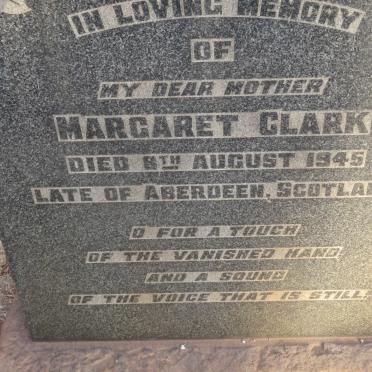 IN LOVING MEMORY
OF
MY DEAR MOTHER
MARGARET CLARK
DIED 6TH AUGUST 1945
LATE OF ABERDEEN, SCOTLAN
O FOR A TOUCH
OF THE VANISHED HAND
AND A SOUND
OF THE VOICE THAT IS STILL.